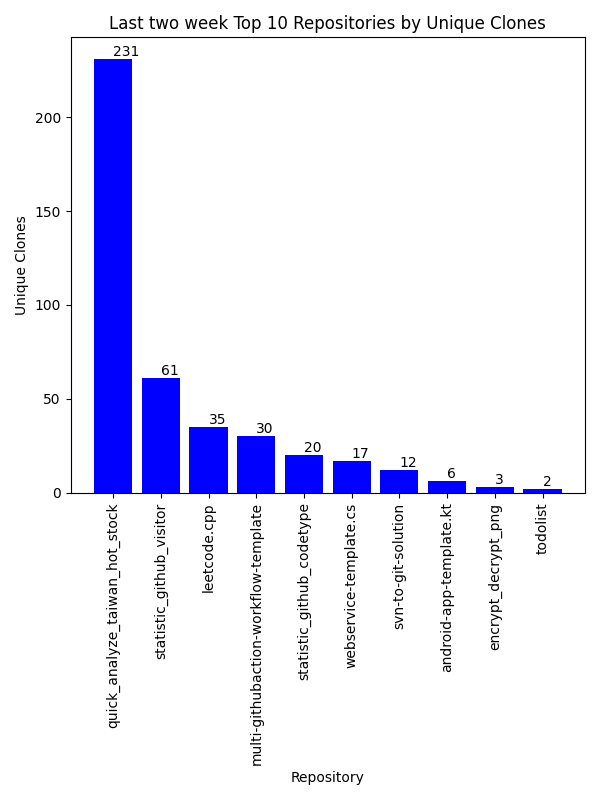 Last two week Top 10 Repositories by Unique Clones
Unique Clones
200
150
100
50
0
231
61
35
30
20
17
12
6
3
2
quick_analyze_taiwan_hot_stock
statistic_github_visitor
leetcode.cpp
multi-githubaction-workflow-template
statistic_github_codetype
webservice-template.cs
svn-to-git-solution
android-app-template.kt
encrypt_decrypt_png
todolist
Repository